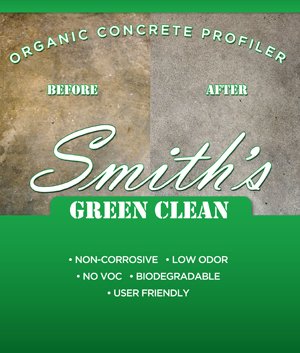 ORGANIC CONCRETE PROFILER
BEFORE AFTER
Smith's
GREEN CLEAN
• NON-CORROSIVE • LOW ODOR
• NO VOC • BIODEGRADABLE
• USER FRIENDLY